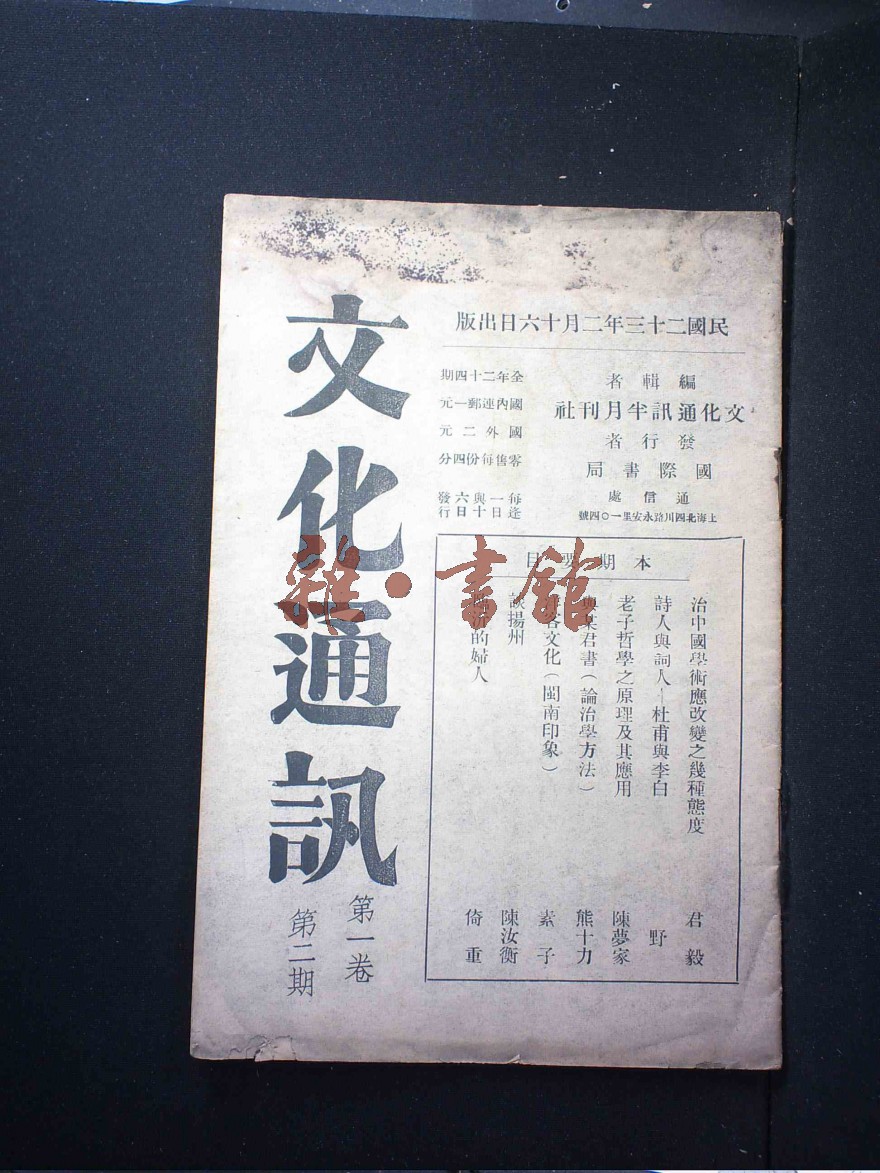 民國二十三年二月十六日出版
編輯者
文化通訊半月刊社
發行者
國際書局
通信處
上海北四川路永安里一〇四號
全年二十四期
國內連郵一元
國外二元
零售每份四分
每逢一日與十六日發行
本期要目
治中國學術應改變之幾種態度 君毅
詩人與詞人—杜甫與李白 野
老子哲學之原理及其應用 陳夢家
與某君書(論治學方法) 熊十力
文化(閩南印象) 素子
談揚州 陳汝衡
的婦人 倚重
文化通訊
第一卷
第二期
雜·書館